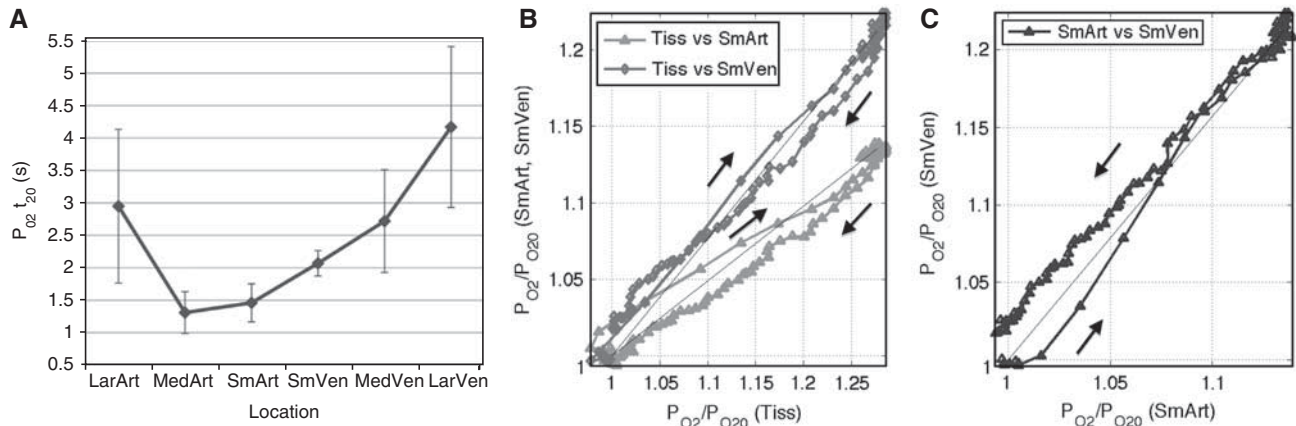 A
P02 t20 (s)
5.5
5
4.5
4
3.5
3
2.5
2
1.5
1
0.5
LarArt MedArt SmArt SmVen MedVen LarVen
Location
B
PO2/PO20 (SmArt, SmVen)
1.2
1.15
1.1
1.05
1
Tiss vs SmArt
Tiss vs SmVen
1 1.05 1.1 1.15 1.2 1.25
PO2/PO20 (Tiss)
C
PO2/PO20 (SmVen)
1.2
1.15
1.1
1.05
1
SmArt vs SmVen
1 1.05 1.1
PO2/PO20 (SmArt)